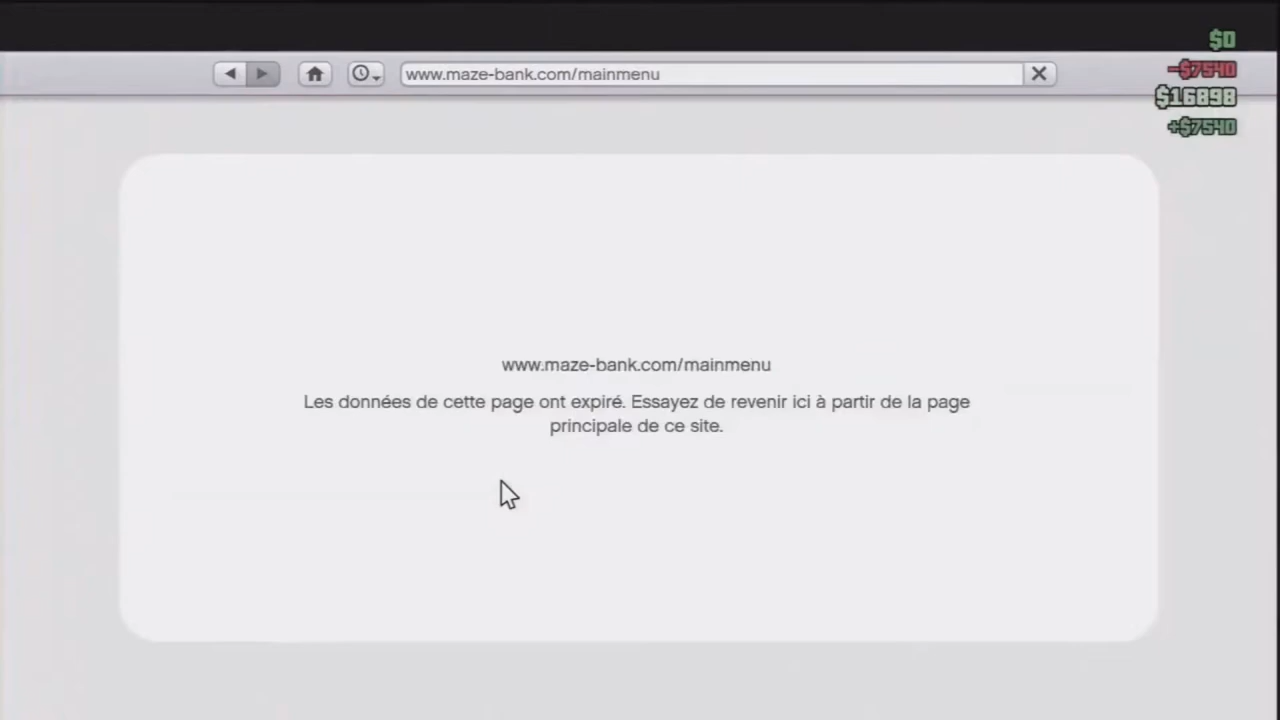 $0
www.maze-bank.com/mainmenu
-$7540
$16898
+$7540
www.maze-bank.com/mainmenu
Les données de cette page ont expiré. Essayez de revenir ici à partir de la page
principale de ce site.